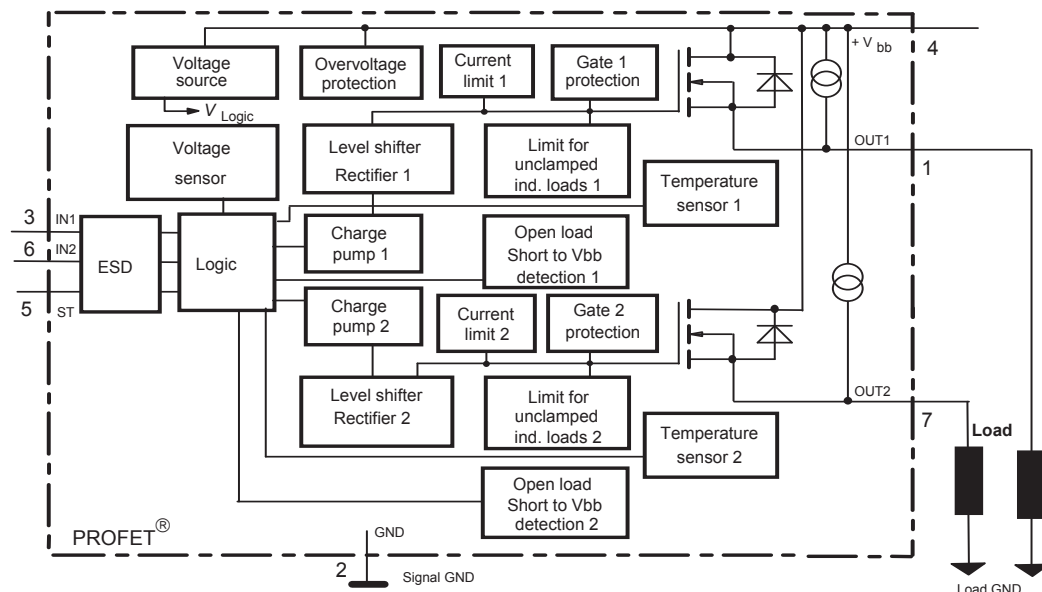 Voltage
source
Overvoltage
protection
Current
limit 1
Gate 1
protection
+ V bb
4
V Logic
Voltage
sensor
Level shifter
Rectifier 1
Limit for
unclamped
ind. loads 1
OUT1
1
Temperature
sensor 1
3
IN1
6
IN2
5
ST
ESD
Logic
Charge
pump 1
Open load
Short to Vbb
detection 1
Charge
pump 2
Current
limit 2
Gate 2
protection
Level shifter
Rectifier 2
Limit for
unclamped
ind. loads 2
OUT2
7
Load
Temperature
sensor 2
Open load
Short to Vbb
detection 2
PROFET®
GND
2
Signal GND
Load GND